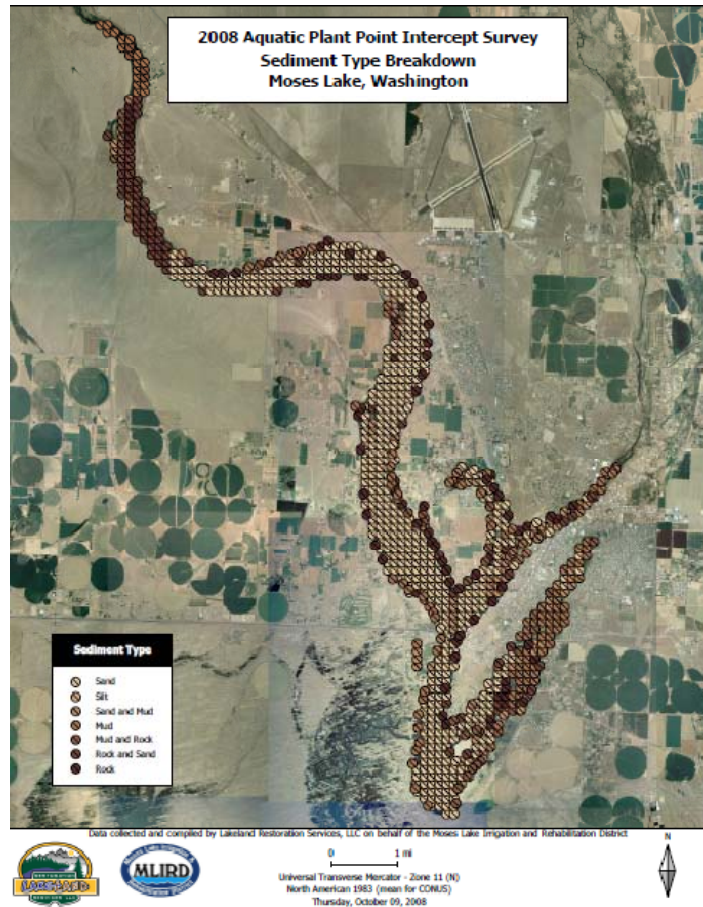 2008 Aquatic Plant Point Intercept Survey
Sediment Type Breakdown
Moses Lake, Washington
Sediment Type
Sand
Silt
Sand and Mud
Mud
Mud and Rock
Rock and Sand
Rock
Data collected and compiled by Lakeland Restoration Services, LLC on behalf of the Moses Lake Irrigation and Rehabilitation District
N
0 1 mi
MLIRD
LAKELAND
Universal Transverse Mercator - Zone 11 (N)
North American 1983 (mean for CONUS)
Thursday, October 09, 2008